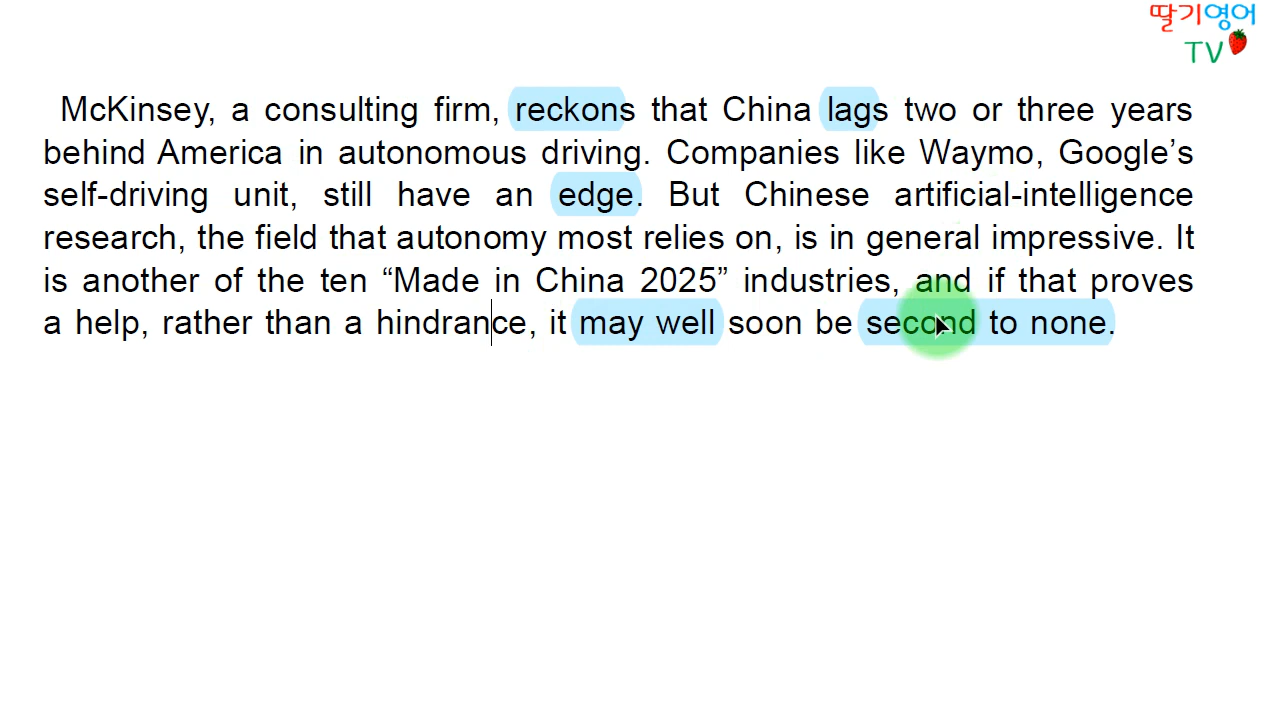 딸기영어
TV
McKinsey, a consulting firm, reckons that China lags two or three years
behind America in autonomous driving. Companies like Waymo, Google’s
self-driving unit, still have an edge. But Chinese artificial-intelligence
research, the field that autonomy most relies on, is in general impressive. It
is another of the ten “Made in China 2025” industries, and if that proves
a help, rather than a hindrance, it may well soon be second to none.